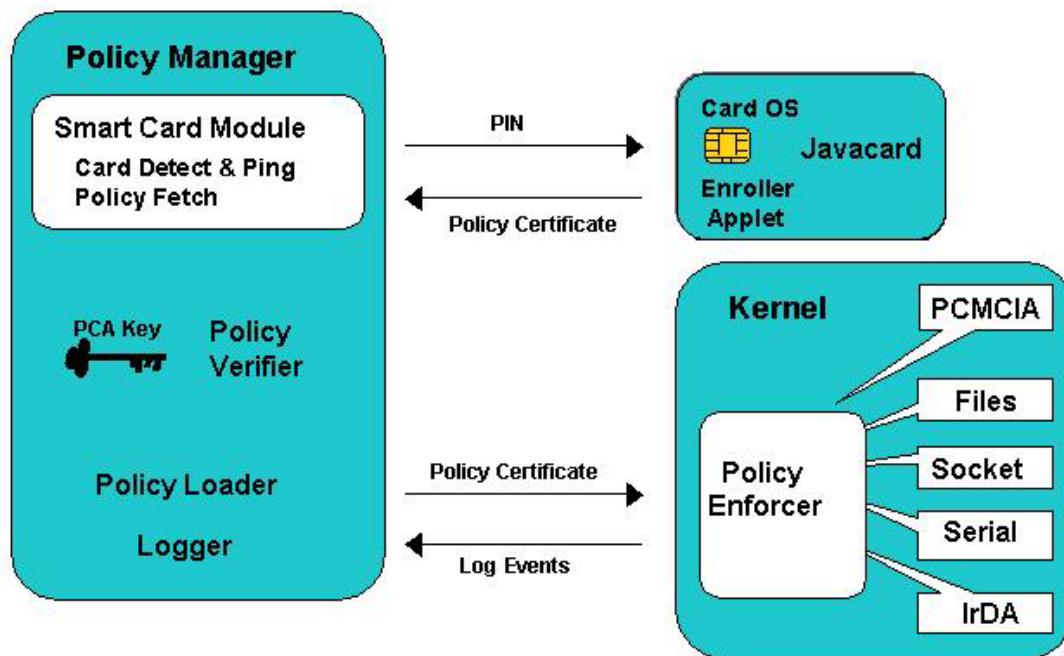 Policy Manager
Smart Card Module
Card Detect & Ping
Policy Fetch
PCA Key
Policy
Verifier
Policy Loader
Logger
PIN
Policy Certificate
Policy Certificate
Log Events
Card OS
Javacard
Enroller
Applet
Kernel
Policy
Enforcer
PCMCIA
Files
Socket
Serial
IrDA